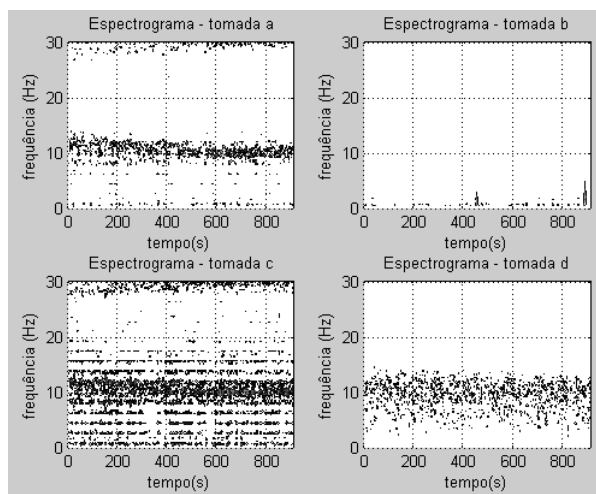 Espectrograma - tomada a
30
20
10
0
frequência (Hz)
0 200 400 600 800
tempo(s)
Espectrograma - tomada b
30
20
10
0
frequência (Hz)
0 200 400 600 800
tempo(s)
Espectrograma - tomada c
30
20
10
0
frequência (Hz)
0 200 400 600 800
tempo(s)
Espectrograma - tomada d
30
20
10
0
frequência (Hz)
0 200 400 600 800
tempo(s)